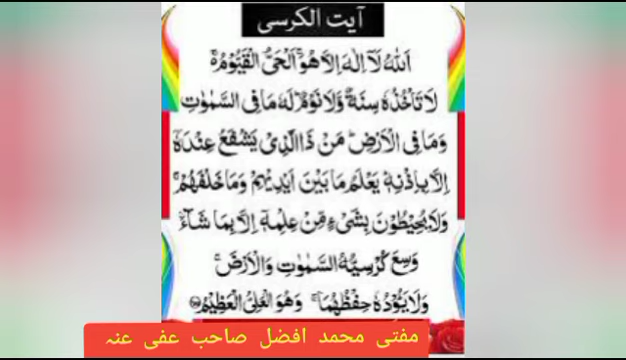 آیت الکرسی
اَللّٰهُ لَآ اِلٰهَ اِلَّا هُوَ ۚ اَلْحَیُّ الْقَیُّوْمُ ۚ
لَا تَاْخُذُهٗ سِنَةٌ وَّلَا نَوْمٌ ؕ لَهٗ مَا فِی السَّمٰوٰتِ
وَمَا فِی الْاَرْضِ ؕ مَنْ ذَا الَّذِیْ یَشْفَعُ عِنْدَهٗۤ
اِلَّا بِاِذْنِهٖ ؕ یَعْلَمُ مَا بَیْنَ اَیْدِیْهِمْ وَمَا خَلْفَهُمْ ۚ
وَلَا یُحِیْطُوْنَ بِشَیْءٍ مِّنْ عِلْمِهٖۤ اِلَّا بِمَا شَآءَ ۚ
وَسِعَ كُرْسِیُّهُ السَّمٰوٰتِ وَالْاَرْضَ ۚ
وَلَا یَئُوْدُهٗ حِفْظُهُمَا ۚ وَهُوَ الْعَلِیُّ الْعَظِیْمُ
مفتی محمد افضل صاحب عفی عنہ